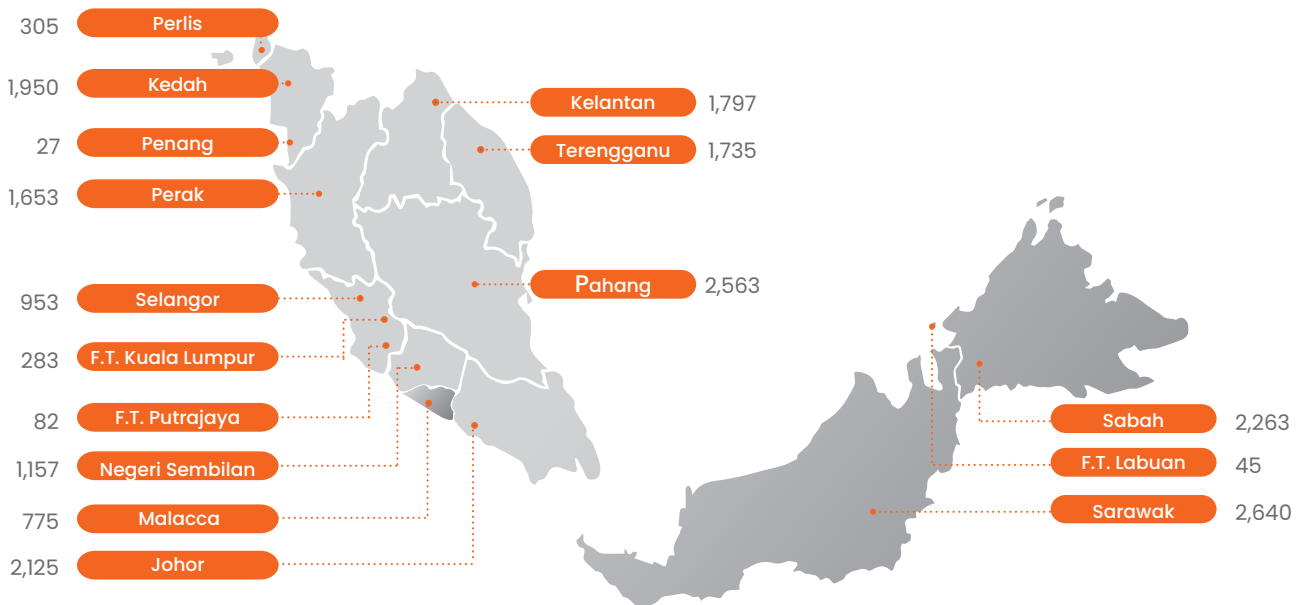 305 Perlis
1,950 Kedah
27 Penang
1,653 Perak
953 Selangor
283 F.T. Kuala Lumpur
82 F.T. Putrajaya
1,157 Negeri Sembilan
775 Malacca
2,125 Johor
Kelantan 1,797
Terengganu 1,735
Pahang 2,563
Sabah 2,263
F.T. Labuan 45
Sarawak 2,640